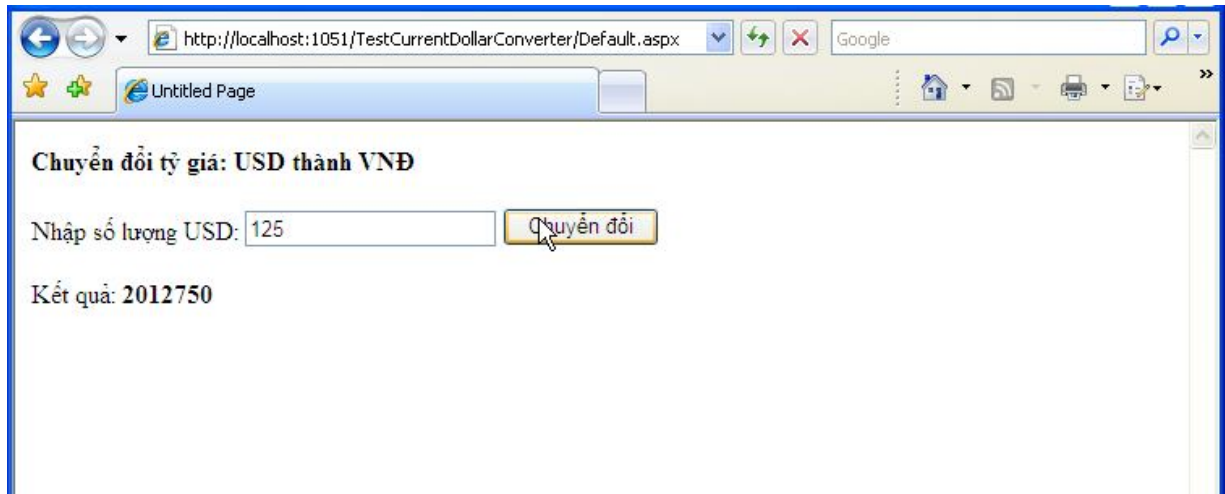 http://localhost:1051/TestCurrentDollarConverter/Default.aspx
Google
Untitled Page
»
Chuyển đổi tỷ giá: USD thành VNĐ
Nhập số lượng USD: 125 Chuyển đổi
Kết quả: 2012750